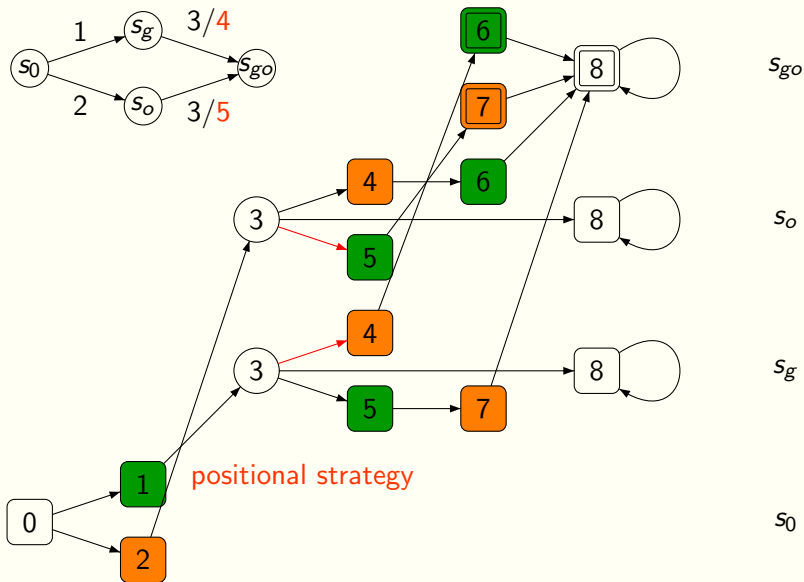 1 s_g 3/4
s_0 s_go
2 s_o 3/5
6
8 s_go
7
4 6
3 8 s_o
5
4
3 8 s_g
5 7
1 positional strategy
0 s_0
2